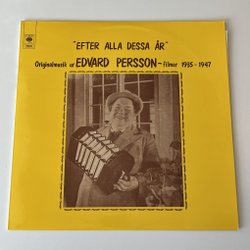 "EFTER ALLA DESSA ÅR"
Originalmusik ur EDVARD PERSSON-filmer 1935-1947